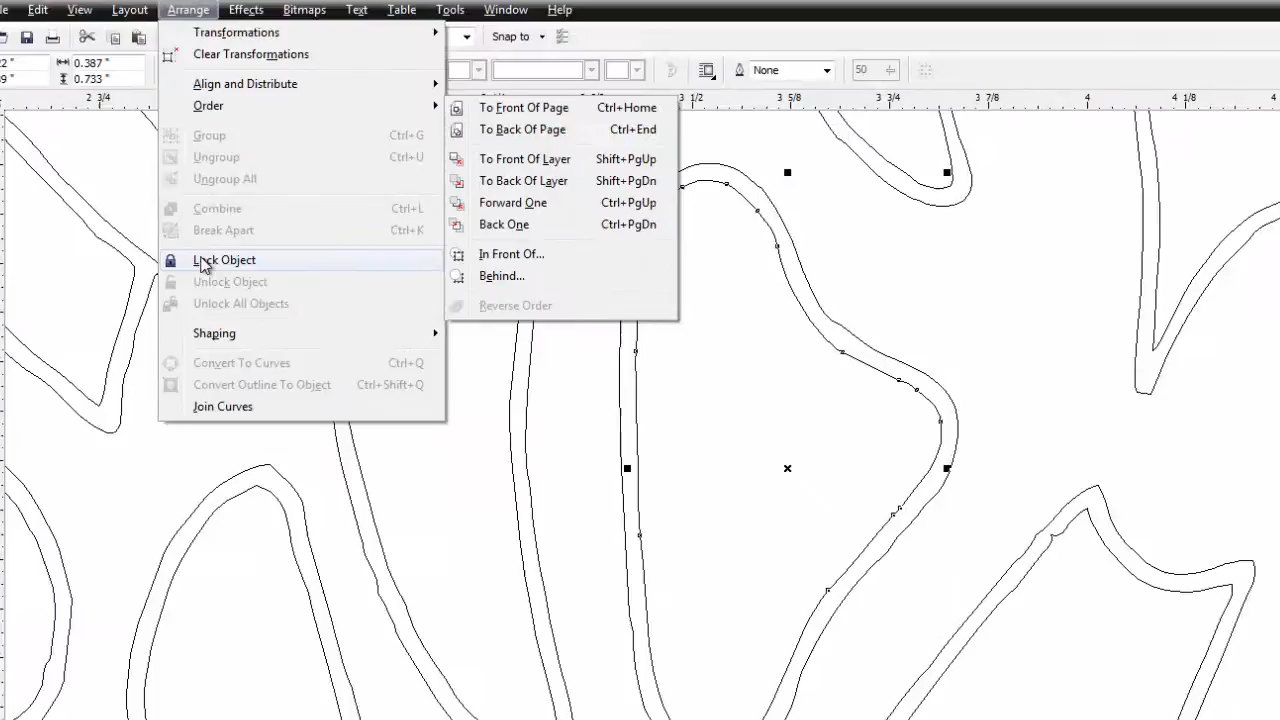 le Edit View Layout Arrange Effects Bitmaps Text Table Tools Window Help
Snap to
22 " 0.387 "
39 " 0.733 "
None 50
2 3/4 3 1/2 3 5/8 3 3/4 3 7/8 4 4 1/8 4
Transformations
Clear Transformations
Align and Distribute
Order
Group Ctrl+G
Ungroup Ctrl+U
Ungroup All
Combine Ctrl+L
Break Apart Ctrl+K
Lock Object
Unlock Object
Unlock All Objects
Shaping
Convert To Curves Ctrl+Q
Convert Outline To Object Ctrl+Shift+Q
Join Curves
To Front Of Page Ctrl+Home
To Back Of Page Ctrl+End
To Front Of Layer Shift+PgUp
To Back Of Layer Shift+PgDn
Forward One Ctrl+PgUp
Back One Ctrl+PgDn
In Front Of...
Behind...
Reverse Order